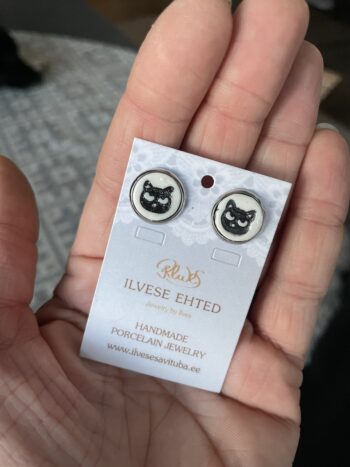 ILVESE EHTED
Jewelry by Ilves
HANDMADE
PORCELAIN JEWELRY
www.ilvesesavituba.ee